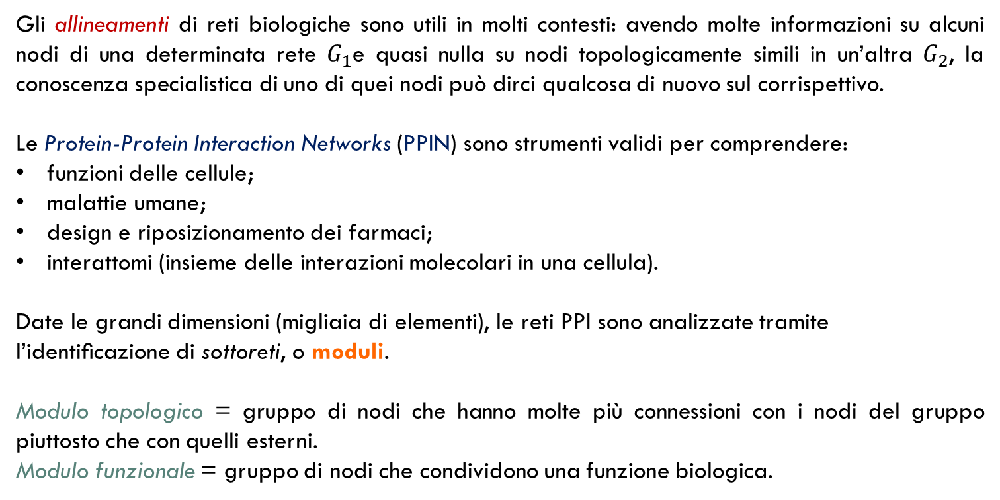 Gli allineamenti di reti biologiche sono utili in molti contesti: avendo molte informazioni su alcuni
nodi di una determinata rete G₁e quasi nulla su nodi topologicamente simili in un’altra G₂, la
conoscenza specialistica di uno di quei nodi può dirci qualcosa di nuovo sul corrispettivo.
Le Protein-Protein Interaction Networks (PPIN) sono strumenti validi per comprendere:
• funzioni delle cellule;
• malattie umane;
• design e riposizionamento dei farmaci;
• interattomi (insieme delle interazioni molecolari in una cellula).
Date le grandi dimensioni (migliaia di elementi), le reti PPI sono analizzate tramite
l’identificazione di sottoreti, o moduli.
Modulo topologico = gruppo di nodi che hanno molte più connessioni con i nodi del gruppo
piuttosto che con quelli esterni.
Modulo funzionale = gruppo di nodi che condividono una funzione biologica.